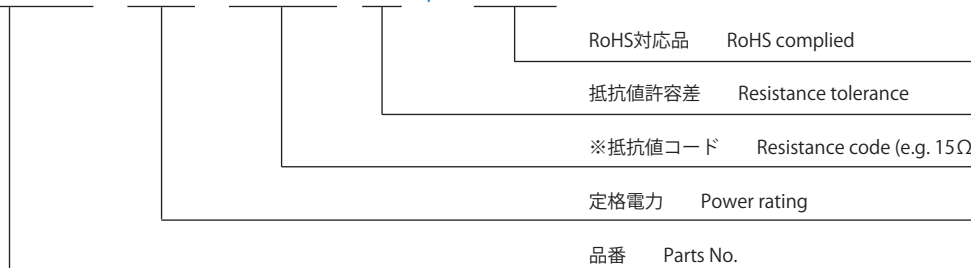 RoHS対応品 RoHS complied
抵抗値許容差 Resistance tolerance
※抵抗値コード Resistance code (e.g. 15Ω
定格電力 Power rating
品番 Parts No.